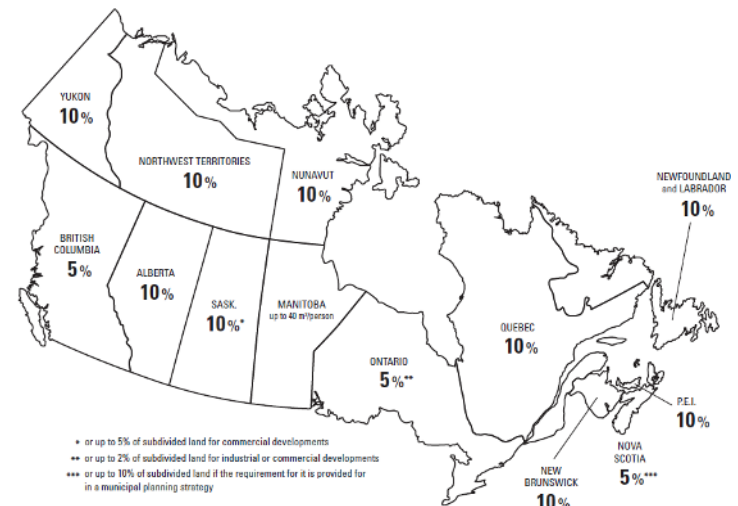 YUKON
10%
NORTHWEST TERRITORIES
10%
NUNAVUT
10%
NEWFOUNDLAND
and LABRADOR
10%
BRITISH
COLUMBIA
5%
ALBERTA
10%
SASK.
10%*
MANITOBA
up to 40 m²/person
ONTARIO
5%**
QUEBEC
10%
P.E.I.
10%
NOVA
SCOTIA
5%***
NEW
BRUNSWICK
10%
* or up to 5% of subdivided land for commercial developments
** or up to 2% of subdivided land for industrial or commercial developments
*** or up to 10% of subdivided land if the requirement for it is provided for
in a municipal planning strategy